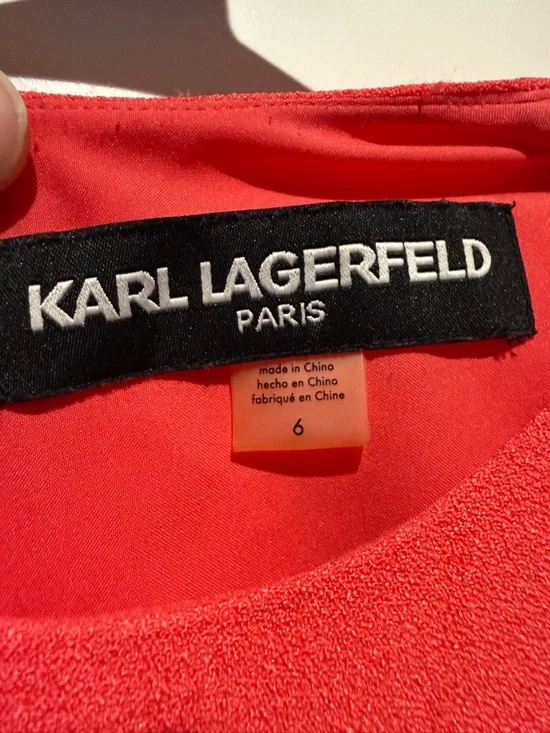 KARL LAGERFELD
PARIS
made in China
hecho en China
fabriqué en Chine
6